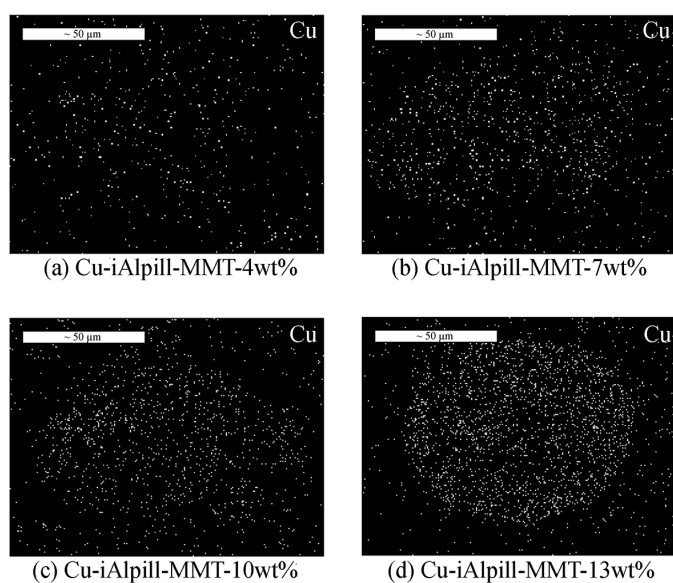 ~ 50 µm
Cu
(a) Cu-iAlpill-MMT-4wt%
~ 50 µm
Cu
(b) Cu-iAlpill-MMT-7wt%
~ 50 µm
Cu
(c) Cu-iAlpill-MMT-10wt%
~ 50 µm
Cu
(d) Cu-iAlpill-MMT-13wt%